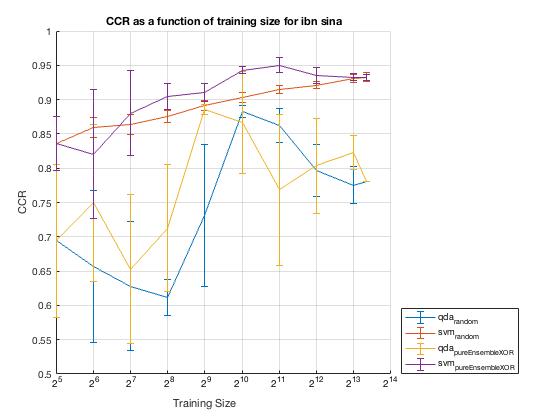 CCR as a function of training size for ibn sina
1
0.95
0.9
0.85
0.8
0.75
0.7
0.65
0.6
0.55
0.5
CCR
2^5 2^6 2^7 2^8 2^9 2^10 2^11 2^12 2^13 2^14
Training Size
qda_random
svm_random
qda_pureEnsembleXOR
svm_pureEnsembleXOR